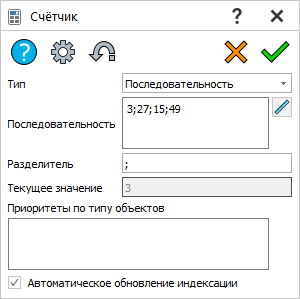 Счётчик
Тип Последовательность
Последовательность 3;27;15;49
Разделитель ;
Текущее значение 3
Приоритеты по типу объектов
Автоматическое обновление индексации